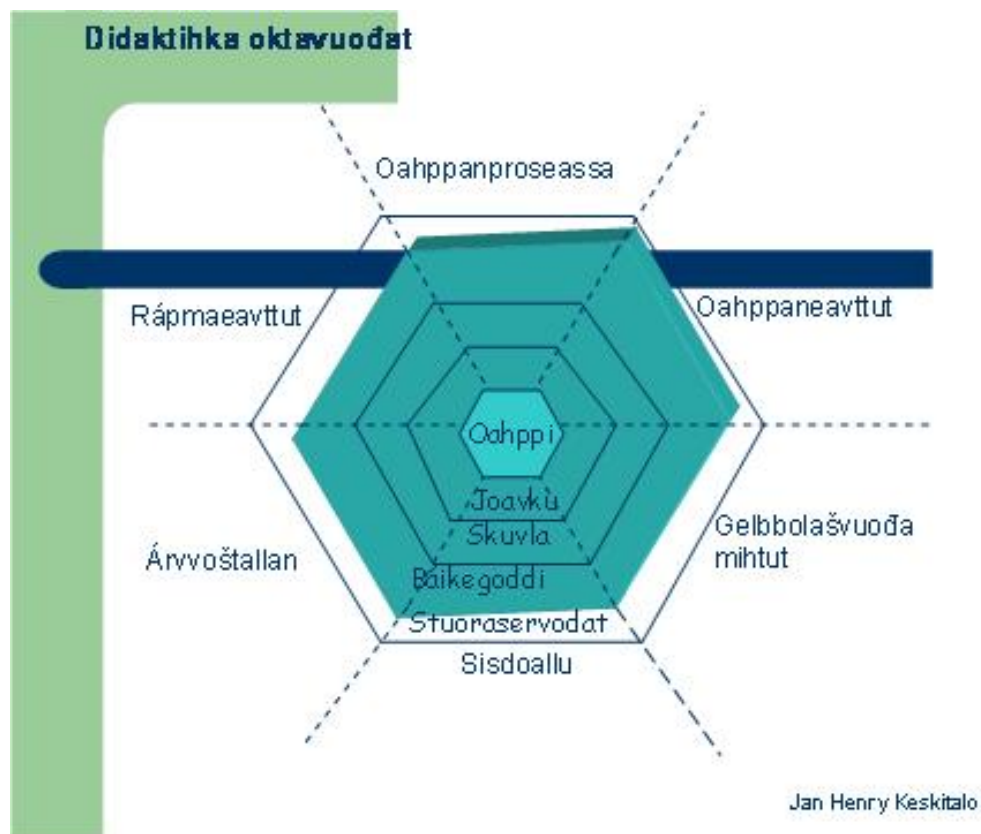 Didaktihka oktavuođat
Oahppanproseassa
Rápmaeavttut
Oahppaneavttut
Oahppi
Joavku
Skuvla
Árvvoštallan
Gelbbolašvuođa
mihtut
Báikegoddi
Stuoraservodat
Sisdoallu
Jan Henry Keskitalo